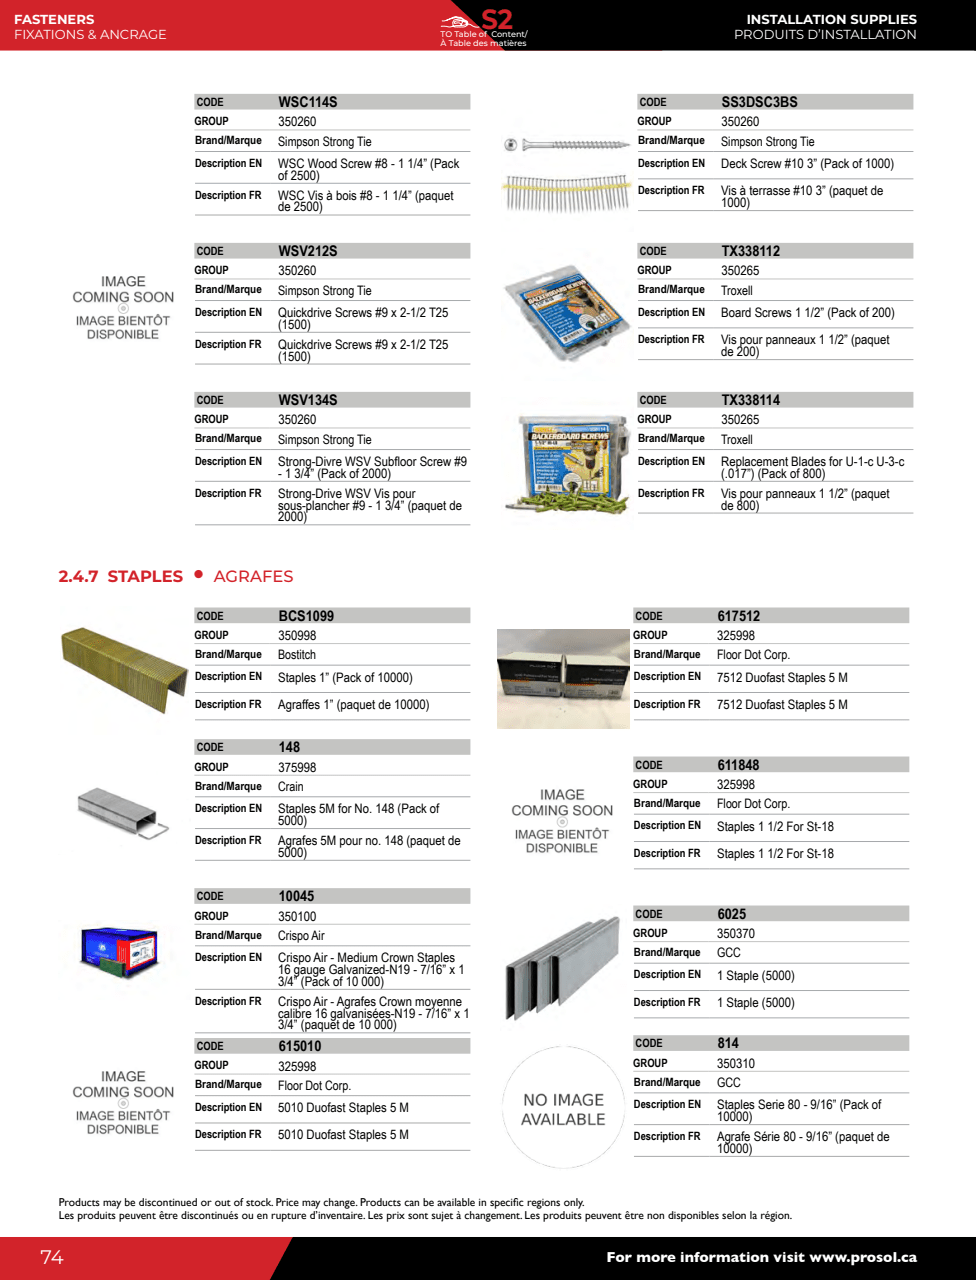 FASTENERS
FIXATIONS & ANCRAGE
S2
TO Table of Content/
À Table des matières
INSTALLATION SUPPLIES
PRODUITS D'INSTALLATION
CODE WSC114S
GROUP 350260
Brand/Marque Simpson Strong Tie
Description EN WSC Wood Screw #8 - 1 1/4” (Pack
of 2500)
Description FR WSC Vis à bois #8 - 1 1/4” (paquet
de 2500)
CODE SS3DSC3BS
GROUP 350260
Brand/Marque Simpson Strong Tie
Description EN Deck Screw #10 3” (Pack of 1000)
Description FR Vis à terrasse #10 3” (paquet de
1000)
IMAGE
COMING SOON
IMAGE BIENTÔT
DISPONIBLE
CODE WSV212S
GROUP 350260
Brand/Marque Simpson Strong Tie
Description EN Quickdrive Screws #9 x 2-1/2 T25
(1500)
Description FR Quickdrive Screws #9 x 2-1/2 T25
(1500)
BACKERBOARD SCREWS
CODE TX338112
GROUP 350265
Brand/Marque Troxell
Description EN Board Screws 1 1/2” (Pack of 200)
Description FR Vis pour panneaux 1 1/2” (paquet
de 200)
CODE WSV134S
GROUP 350260
Brand/Marque Simpson Strong Tie
Description EN Strong-Divre WSV Subfloor Screw #9
- 1 3/4” (Pack of 2000)
Description FR Strong-Drive WSV Vis pour
sous-plancher #9 - 1 3/4” (paquet de
2000)
BACKERBOARD SCREWS
CODE TX338114
GROUP 350265
Brand/Marque Troxell
Description EN Replacement Blades for U-1-c U-3-c
(.017”) (Pack of 800)
Description FR Vis pour panneaux 1 1/2” (paquet
de 800)
2.4.7 STAPLES • AGRAFES
CODE BCS1099
GROUP 350998
Brand/Marque Bostitch
Description EN Staples 1” (Pack of 10000)
Description FR Agraffes 1” (paquet de 10000)
CODE 617512
GROUP 325998
Brand/Marque Floor Dot Corp.
Description EN 7512 Duofast Staples 5 M
Description FR 7512 Duofast Staples 5 M
CODE 148
GROUP 375998
Brand/Marque Crain
Description EN Staples 5M for No. 148 (Pack of
5000)
Description FR Agrafes 5M pour no. 148 (paquet de
5000)
IMAGE
COMING SOON
IMAGE BIENTÔT
DISPONIBLE
CODE 611848
GROUP 325998
Brand/Marque Floor Dot Corp.
Description EN Staples 1 1/2 For St-18
Description FR Staples 1 1/2 For St-18
CODE 10045
GROUP 350100
Brand/Marque Crispo Air
Description EN Crispo Air - Medium Crown Staples
16 gauge Galvanized-N19 - 7/16” x 1
3/4” (Pack of 10 000)
Description FR Crispo Air - Agrafes Crown moyenne
calibre 16 galvanisées-N19 - 7/16” x 1
3/4” (paquet de 10 000)
CODE 6025
GROUP 350370
Brand/Marque GCC
Description EN 1 Staple (5000)
Description FR 1 Staple (5000)
IMAGE
COMING SOON
IMAGE BIENTÔT
DISPONIBLE
CODE 615010
GROUP 325998
Brand/Marque Floor Dot Corp.
Description EN 5010 Duofast Staples 5 M
Description FR 5010 Duofast Staples 5 M
NO IMAGE
AVAILABLE
CODE 814
GROUP 350310
Brand/Marque GCC
Description EN Staples Serie 80 - 9/16” (Pack of
10000)
Description FR Agrafe Série 80 - 9/16” (paquet de
10000)
Products may be discontinued or out of stock. Price may change. Products can be available in specific regions only.
Les produits peuvent être discontinués ou en rupture d'inventaire. Les prix sont sujet à changement. Les produits peuvent être non disponibles selon la région.
74
For more information visit www.prosol.ca